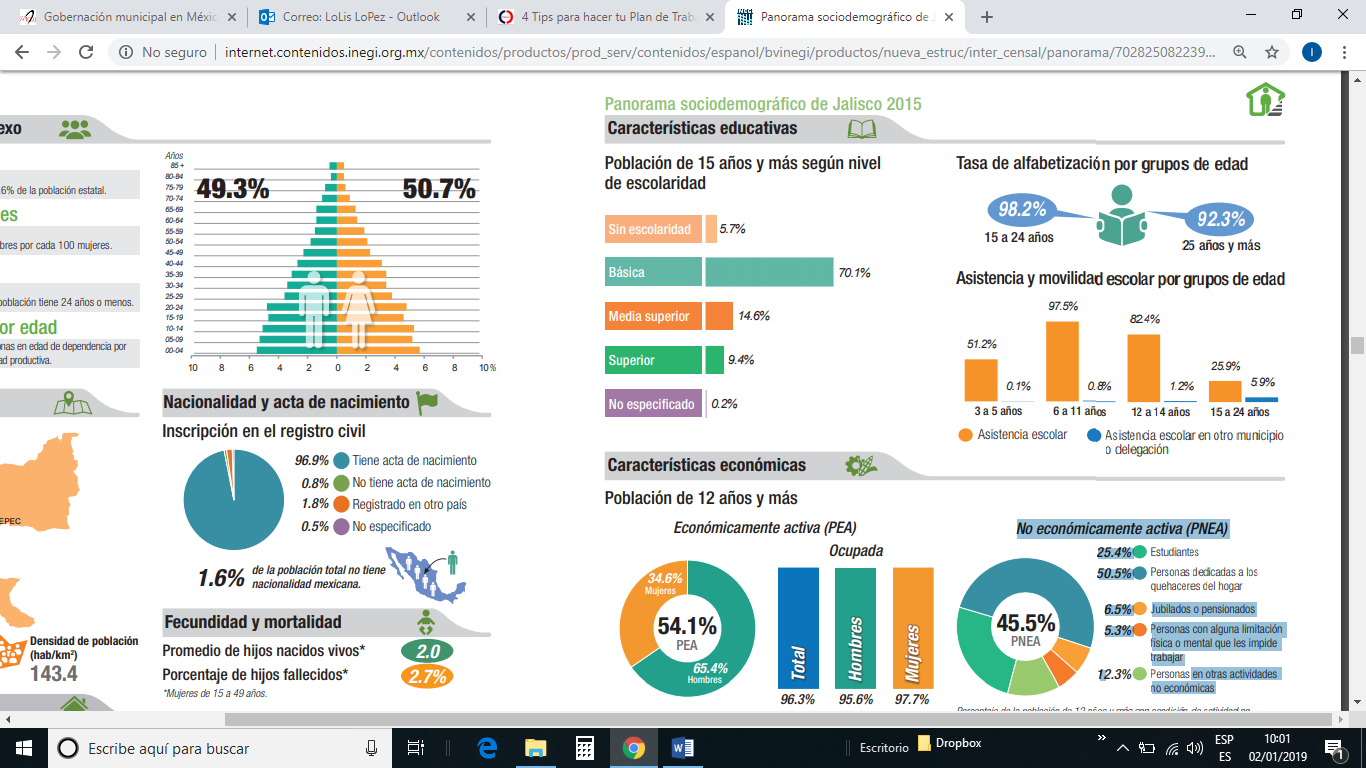 Gobernación municipal en Méxic
Correo: LoLis LoPez - Outlook
4 Tips para hacer tu Plan de Trab
Panorama sociodemográfico de J
No seguro
internet.contenidos.inegi.org.mx/contenidos/productos/prod_serv/contenidos/espanol/bvinegi/productos/nueva_estruc/inter_censal/panorama/702825082239...
I
exo
.6% de la población estatal.
es
bres por cada 100 mujeres.
población tiene 24 años o menos.
or edad
onas en edad de dependencia por
ad productiva.
EPEC
Densidad de población
(hab/km²)
143.4
Años
85 +
80-84
75-79
70-74
65-69
60-64
55-59
50-54
45-49
40-44
35-39
30-34
25-29
20-24
15-19
10-14
05-09
00-04
49.3%
50.7%
10 8 6 4 2 0 2 4 6 8 10%
Nacionalidad y acta de nacimiento
Inscripción en el registro civil
96.9% Tiene acta de nacimiento
0.8% No tiene acta de nacimiento
1.8% Registrado en otro país
0.5% No especificado
1.6%
de la población total no tiene
nacionalidad mexicana.
Fecundidad y mortalidad
Promedio de hijos nacidos vivos* 2.0
Porcentaje de hijos fallecidos* 2.7%
*Mujeres de 15 a 49 años.
Panorama sociodemográfico de Jalisco 2015
Características educativas
Población de 15 años y más según nivel
de escolaridad
Sin escolaridad 5.7%
Básica 70.1%
Media superior 14.6%
Superior 9.4%
No especificado 0.2%
Tasa de alfabetización por grupos de edad
98.2%
15 a 24 años
92.3%
25 años y más
Asistencia y movilidad escolar por grupos de edad
51.2% 0.1% 97.5% 0.8% 82.4% 1.2% 25.9% 5.9%
3 a 5 años 6 a 11 años 12 a 14 años 15 a 24 años
Asistencia escolar
Asistencia escolar en otro municipio
o delegación
Características económicas
Población de 12 años y más
Económicamente activa (PEA)
34.6%
Mujeres
54.1%
PEA
65.4%
Hombres
Ocupada
Total Hombres Mujeres
96.3% 95.6% 97.7%
No económicamente activa (PNEA)
45.5%
PNEA
25.4% Estudiantes
50.5% Personas dedicadas a los
quehaceres del hogar
6.5% Jubilados o pensionados
5.3% Personas con alguna limitación
física o mental que les impide
trabajar
12.3% Personas en otras actividades
no económicas
Escribe aquí para buscar
Escritorio
Dropbox
ESP
ES
10:01
02/01/2019
1